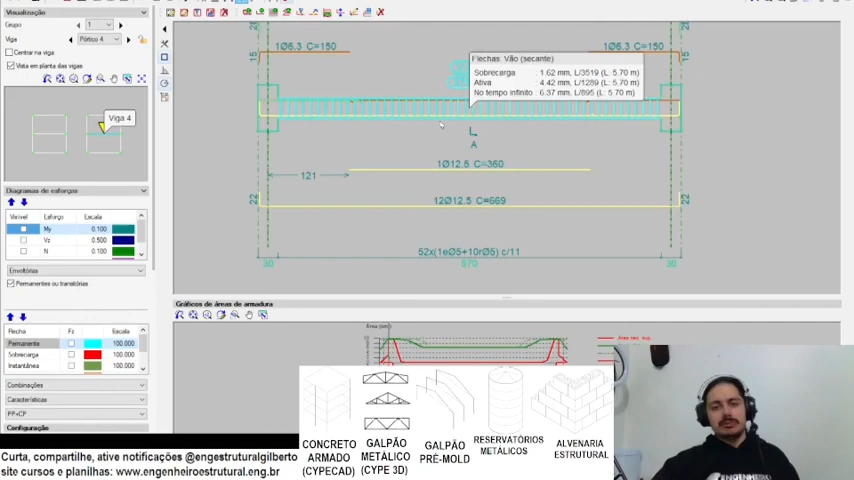 Visualização
Grupo
1
Viga
Pórtico 4
Centrar na viga
Vista em planta das vigas
Viga 4
Diagramas de esforços
Visível Esforço Escala
My 0.100
Vz 0.500
N 0.100
Envoltórias
Permanentes ou transitórias
Flecha Fz Escala
Permanente 100.000
Sobrecarga 100.000
Instantânea 100.000
Combinações
Características
PP+CP
Configuração
15
1Ø6.3 C=150
1Ø6.3 C=150
15
Flechas: Vão (secante)
Sobrecarga : 1.62 mm, L/3519 (L: 5.70 m)
Ativa : 4.42 mm, L/1289 (L: 5.70 m)
No tempo infinito : 6.37 mm, L/895 (L: 5.70 m)
A
1Ø12.5 C=360
121
22
12Ø12.5 C=669
22
52x(1eØ5+10rØ5) c/11
30
570
30
Gráficos de áreas de armadura
CONCRETO
ARMADO
(CYPECAD)
GALPÃO
METÁLICO
(CYPE 3D)
GALPÃO
PRÉ-MOLD
RESERVATÓRIOS
METÁLICOS
ALVENARIA
ESTRUTURAL
Curta, compartilhe, ative notificações @engestruturalgilberto
site cursos e planilhas: www.engenheiroestrutural.eng.br